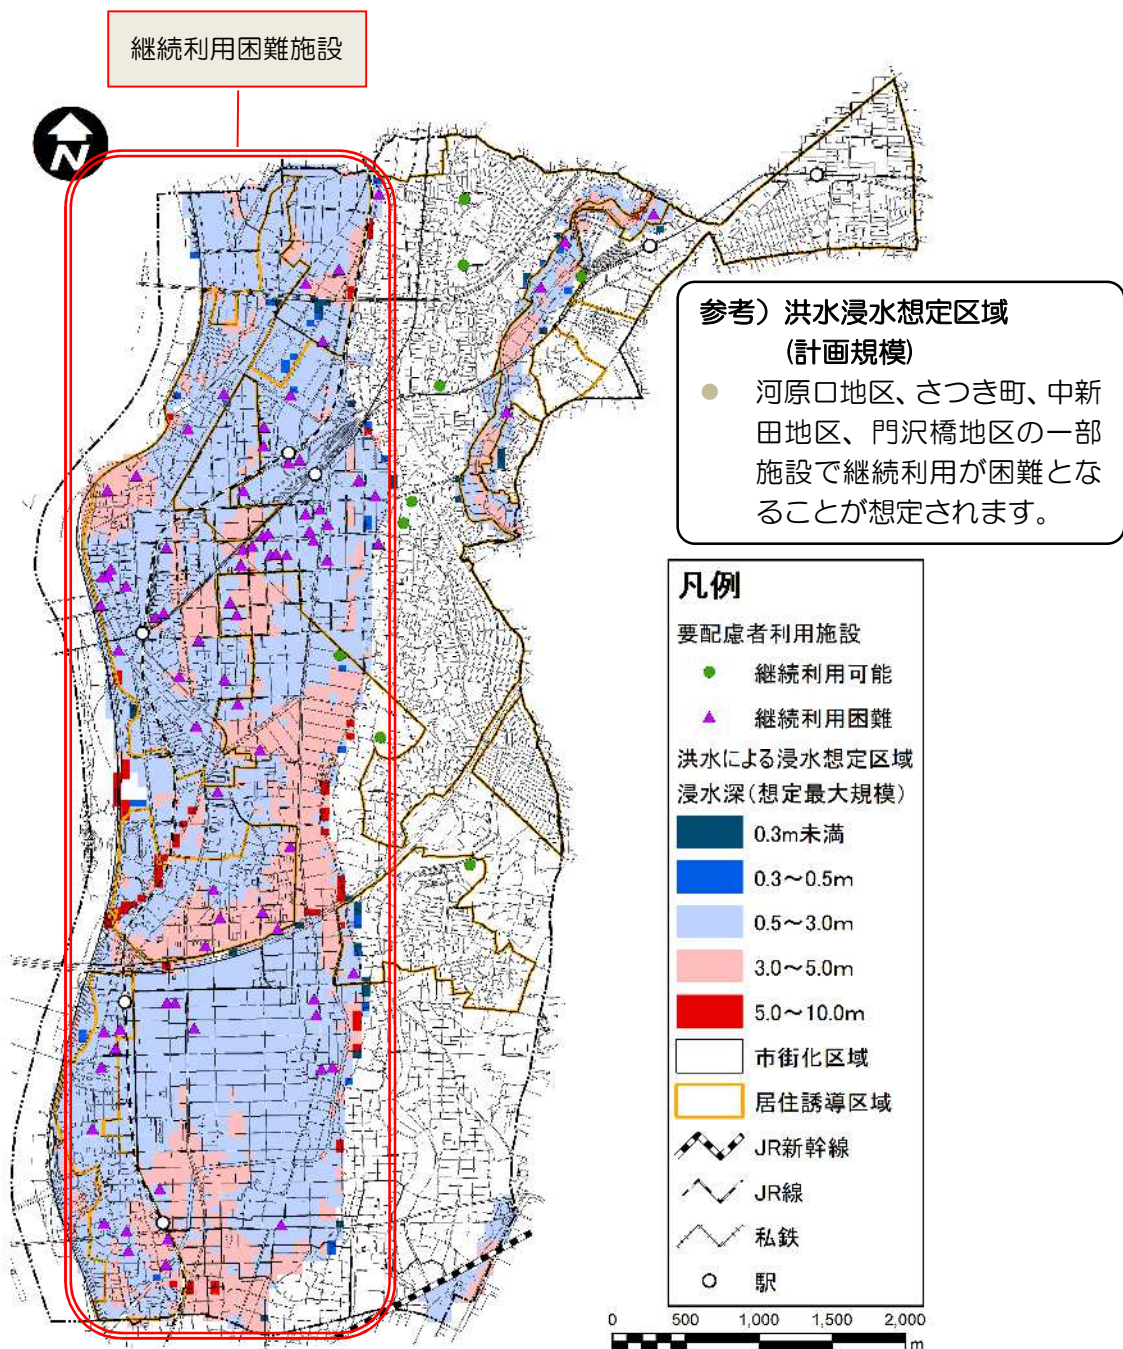 継続利用困難施設
N
参考）洪水浸水想定区域
(計画規模)
● 河原口地区、さつき町、中新
田地区、門沢橋地区の一部
施設で継続利用が困難とな
ることが想定されます。
凡例
要配慮者利用施設
継続利用可能
継続利用困難
洪水による浸水想定区域
浸水深(想定最大規模)
0.3m未満
0.3～0.5m
0.5～3.0m
3.0～5.0m
5.0～10.0m
市街化区域
居住誘導区域
JR新幹線
JR線
私鉄
駅
0 500 1,000 1,500 2,000
m